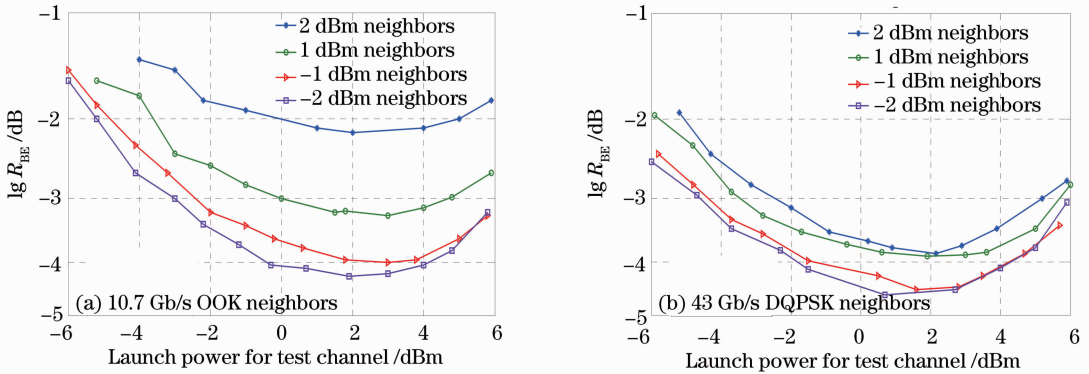 −1
−2
−3
−4
−5
lg R_BE /dB
2 dBm neighbors
1 dBm neighbors
−1 dBm neighbors
−2 dBm neighbors
(a) 10.7 Gb/s OOK neighbors
−6 −4 −2 0 2 4 6
Launch power for test channel /dBm
−1
−2
−3
−4
−5
lg R_BE /dB
2 dBm neighbors
1 dBm neighbors
−1 dBm neighbors
−2 dBm neighbors
(b) 43 Gb/s DQPSK neighbors
−6 −4 −2 0 2 4 6
Launch power for test channel /dBm